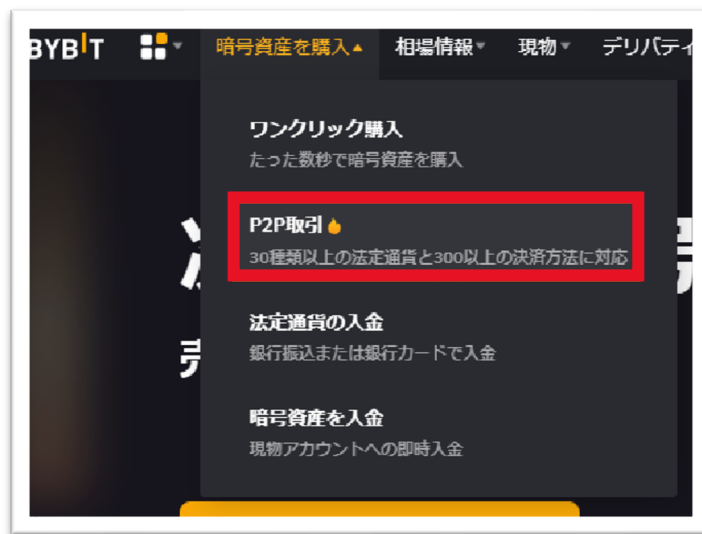 BYBIT 暗号資産を購入 相場情報 現物 デリバティ
ワンクリック購入
たった数秒で暗号資産を購入
P2P取引
30種類以上の法定通貨と300以上の決済方法に対応
法定通貨の入金
銀行振込または銀行カードで入金
売
暗号資産を入金
現物アカウントへの即時入金